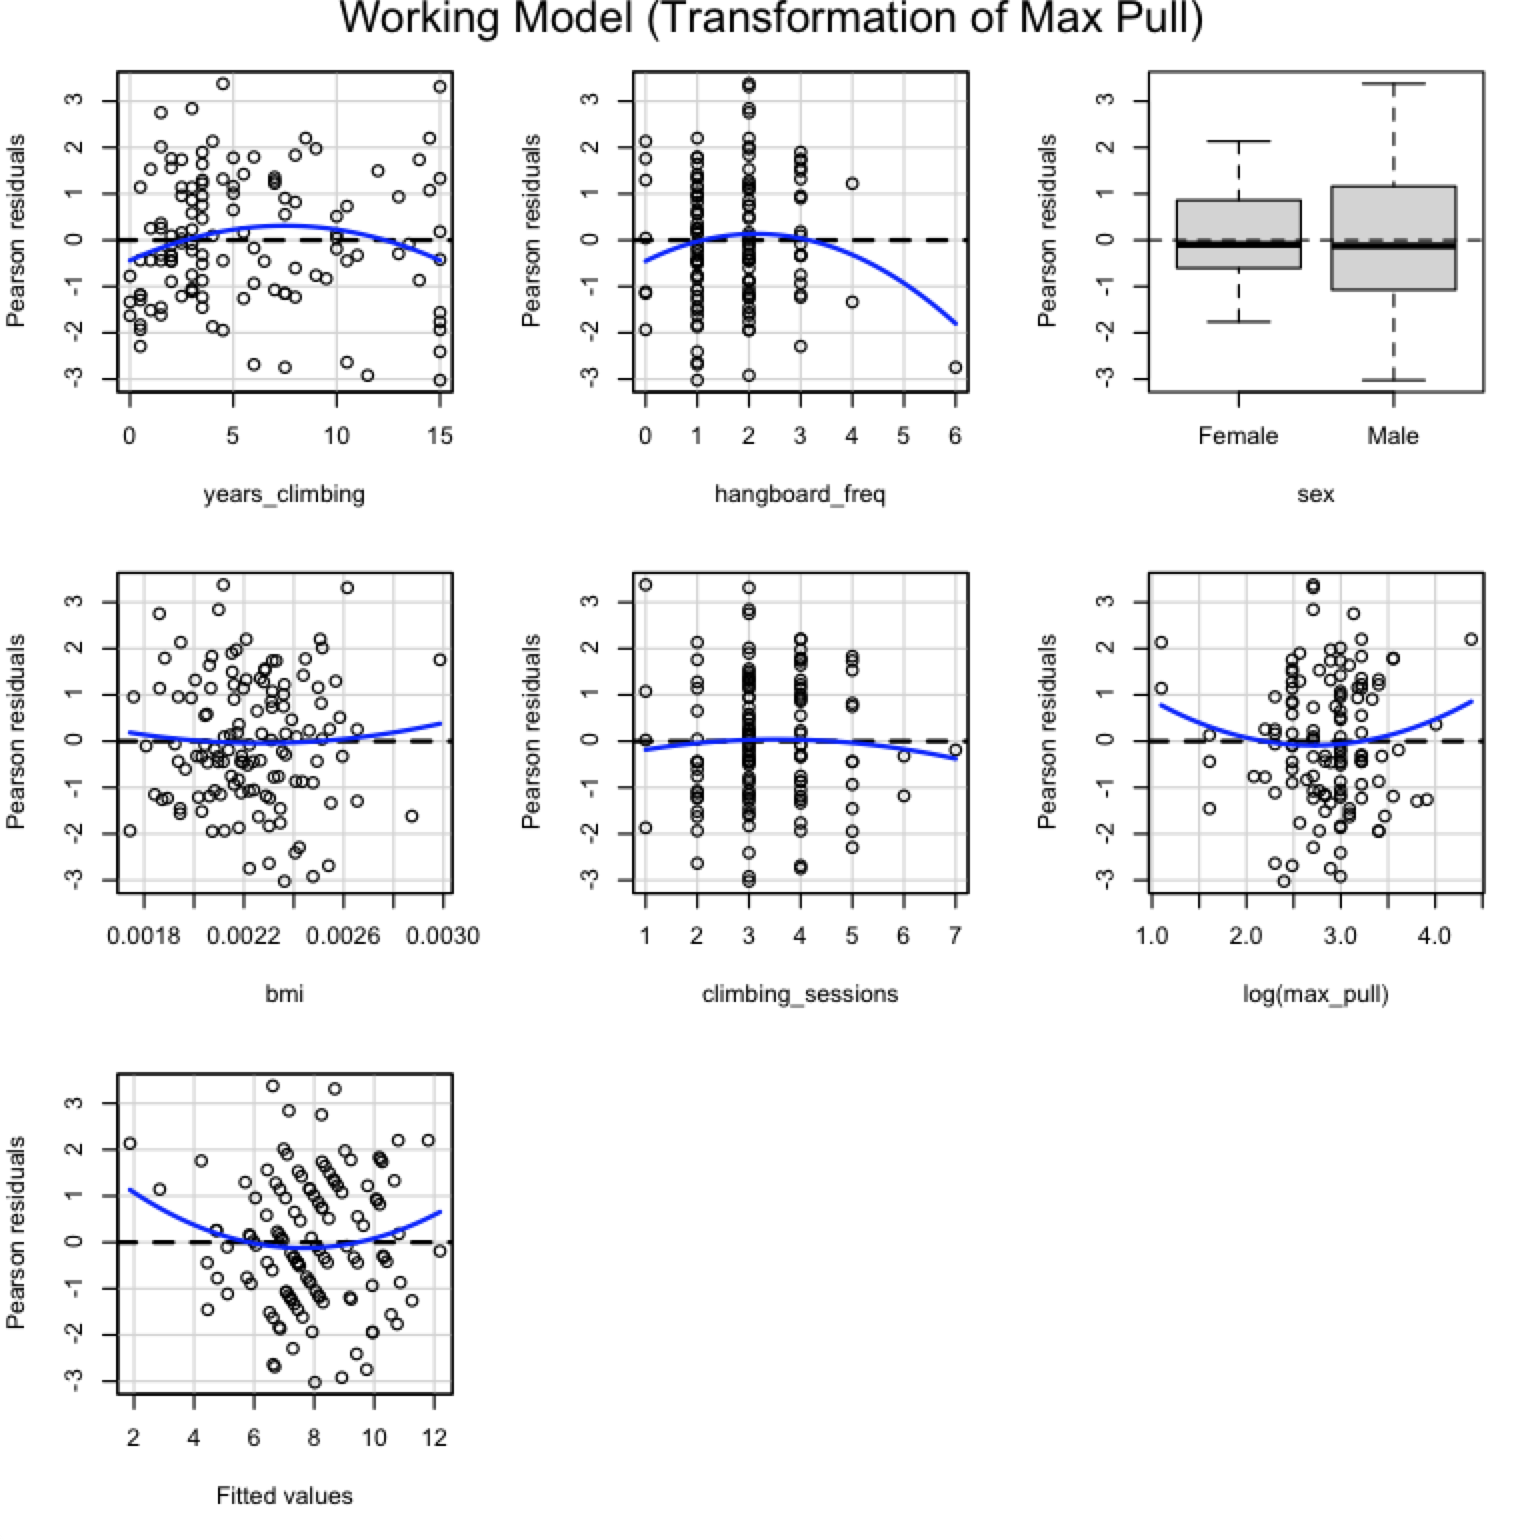 Working Model (Transformation of Max Pull)
Pearson residuals
3
2
1
0
-1
-2
-3
0 5 10 15
years_climbing
Pearson residuals
3
2
1
0
-1
-2
-3
0 1 2 3 4 5 6
hangboard_freq
Pearson residuals
3
2
1
0
-1
-2
-3
Female Male
sex
Pearson residuals
3
2
1
0
-1
-2
-3
0.0018 0.0022 0.0026 0.0030
bmi
Pearson residuals
3
2
1
0
-1
-2
-3
1 2 3 4 5 6 7
climbing_sessions
Pearson residuals
3
2
1
0
-1
-2
-3
1.0 2.0 3.0 4.0
log(max_pull)
Pearson residuals
3
2
1
0
-1
-2
-3
2 4 6 8 10 12
Fitted values